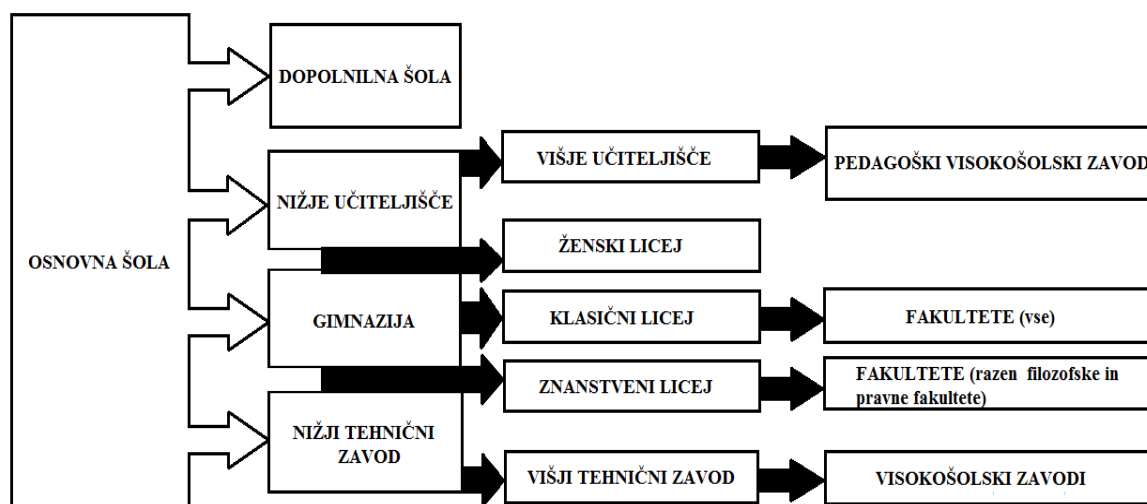 OSNOVNA ŠOLA
DOPOLNILNA ŠOLA
NIŽJE UČITELJIŠČE
GIMNAZIJA
NIŽJI TEHNIČNI
ZAVOD
VIŠJE UČITELJIŠČE
ŽENSKI LICEJ
KLASIČNI LICEJ
ZNANSTVENI LICEJ
VIŠJI TEHNIČNI ZAVOD
PEDAGOŠKI VISOKOŠOLSKI ZAVOD
FAKULTETE (vse)
FAKULTETE (razen filozofske in
pravne fakultete)
VISOKOŠOLSKI ZAVODI